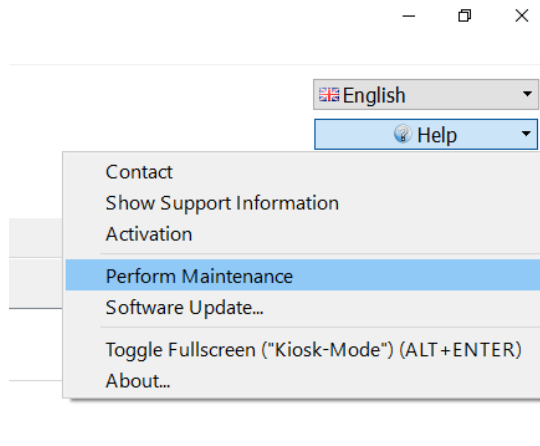 English
Help
Contact
Show Support Information
Activation
Perform Maintenance
Software Update...
Toggle Fullscreen ("Kiosk-Mode") (ALT+ENTER)
About...